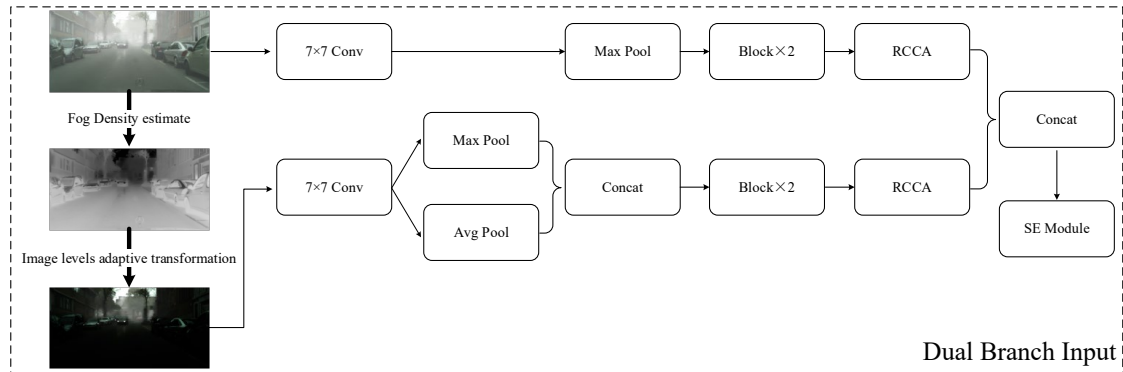 7×7 Conv
Max Pool
Block×2
RCCA
Fog Density estimate
Concat
Max Pool
7×7 Conv
Concat
Block×2
RCCA
Avg Pool
SE Module
Image levels adaptive transformation
Dual Branch Input